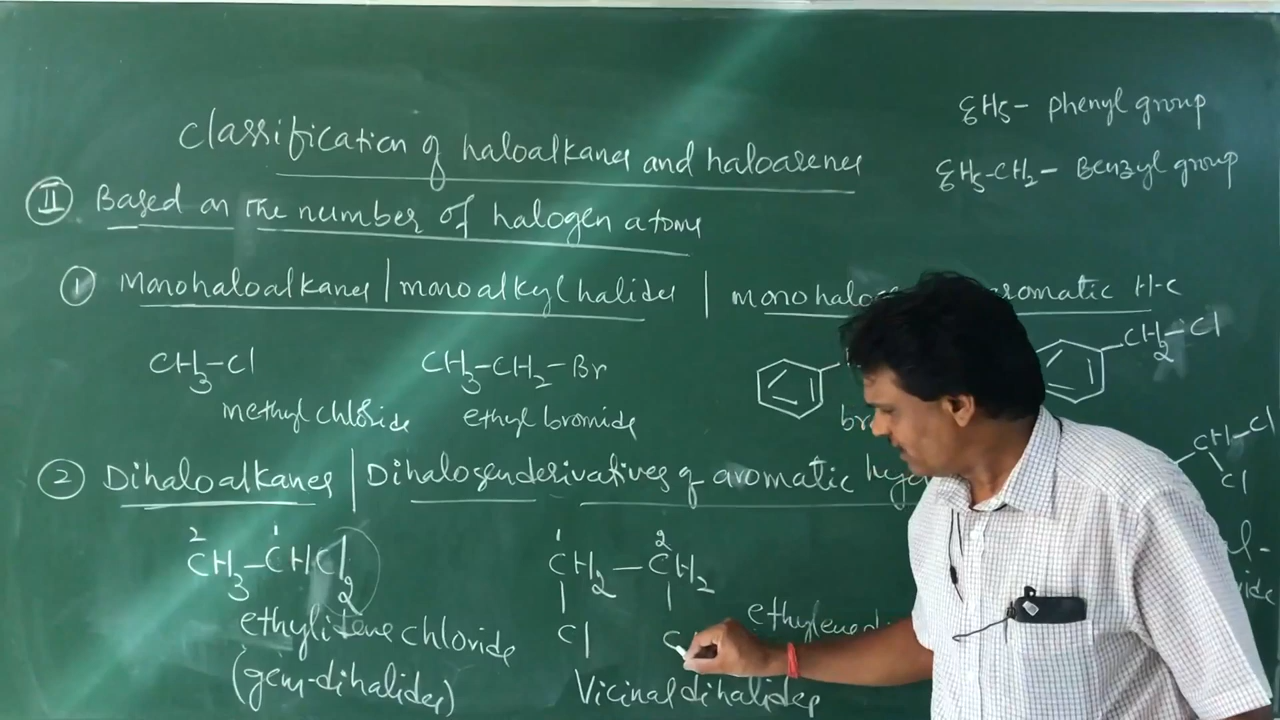 C6H5- phenyl group
Classification of haloalkanes and haloarenes
C6H5-CH2- Benzyl group
II Based on the number of halogen atoms
1 Monohaloalkanes | monoalkyl halides | aromatic H-C
CH3-Cl CH3-CH2-Br CH2-Cl
methyl chloride ethyl bromide
CH-Cl
Cl
2 Dihaloalkanes | Dihalogenderivatives of aromatic
2 1 1 2
CH3-CHCl2 CH2-CH2
Cl
ethylidene chloride
(gem-dihalides) Vicinal dihalides